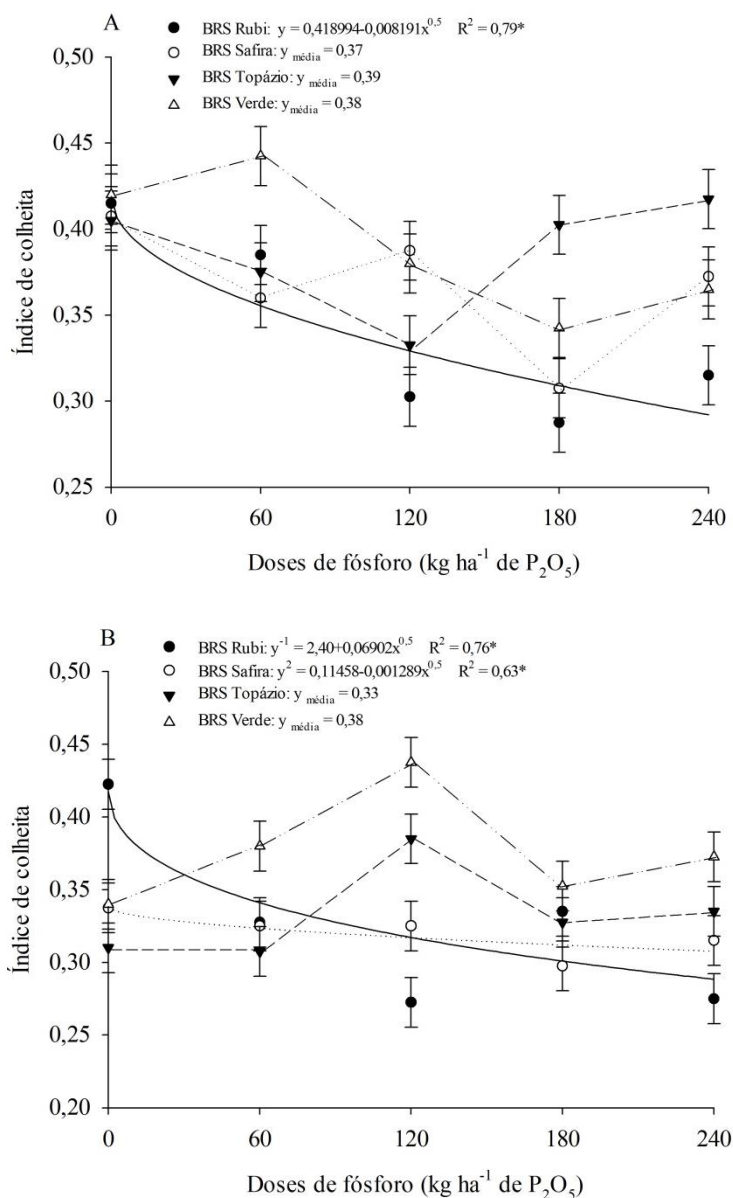 A
BRS Rubi: y = 0,418994-0,008191x^0,5 R² = 0,79*
BRS Safira: y média = 0,37
BRS Topázio: y média = 0,39
BRS Verde: y média = 0,38
0,50
0,45
0,40
0,35
0,30
0,25
Índice de colheita
0 60 120 180 240
Doses de fósforo (kg ha⁻¹ de P₂O₅)
B
BRS Rubi: y⁻¹ = 2,40+0,06902x^0,5 R² = 0,76*
BRS Safira: y² = 0,11458-0,001289x^0,5 R² = 0,63*
BRS Topázio: y média = 0,33
BRS Verde: y média = 0,38
0,50
0,45
0,40
0,35
0,30
0,25
0,20
Índice de colheita
0 60 120 180 240
Doses de fósforo (kg ha⁻¹ de P₂O₅)